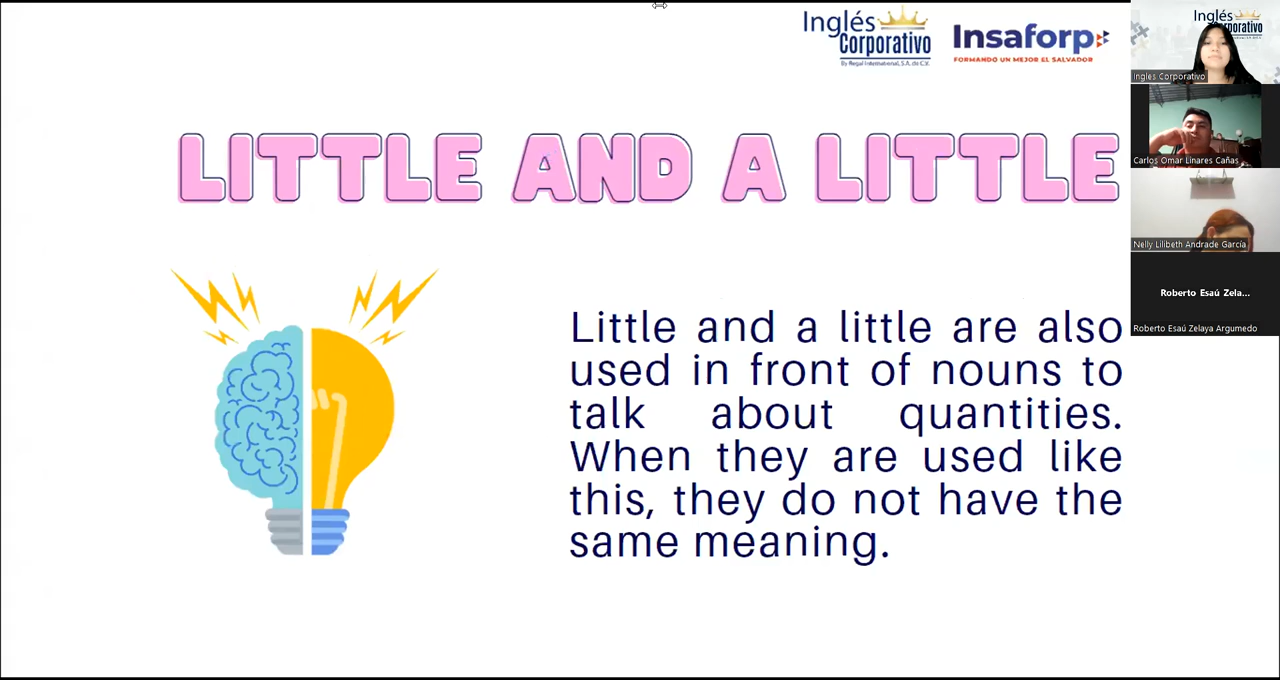 Inglés
Corporativo
By Regal International, S.A. de C.V.
Insaforp
FORMANDO UN MEJOR EL SALVADOR
LITTLE AND A LITTLE
Little and a little are also
used in front of nouns to
talk about quantities.
When they are used like
this, they do not have the
same meaning.
Inglés
Corporativo
Ingles Corporativo
Carlos Omar Linares Cañas
Nelly Lilibeth Andrade García
Roberto Esaú Zela...
Roberto Esaú Zelaya Argumedo